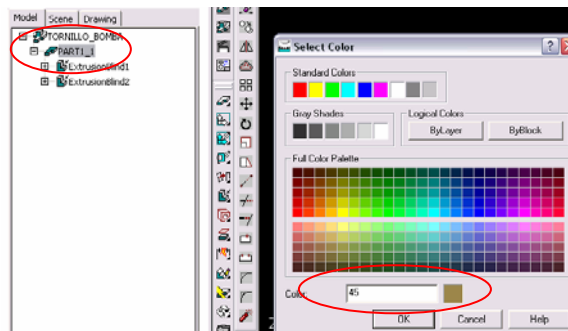 Model Scene Drawing
TORNILLO_BOMBA
PART1_1
ExtrusionBlind1
ExtrusionBlind2
Select Color
Standard Colors
Gray Shades
Logical Colors
ByLayer
ByBlock
Full Color Palette
Color:
45
OK
Cancel
Help